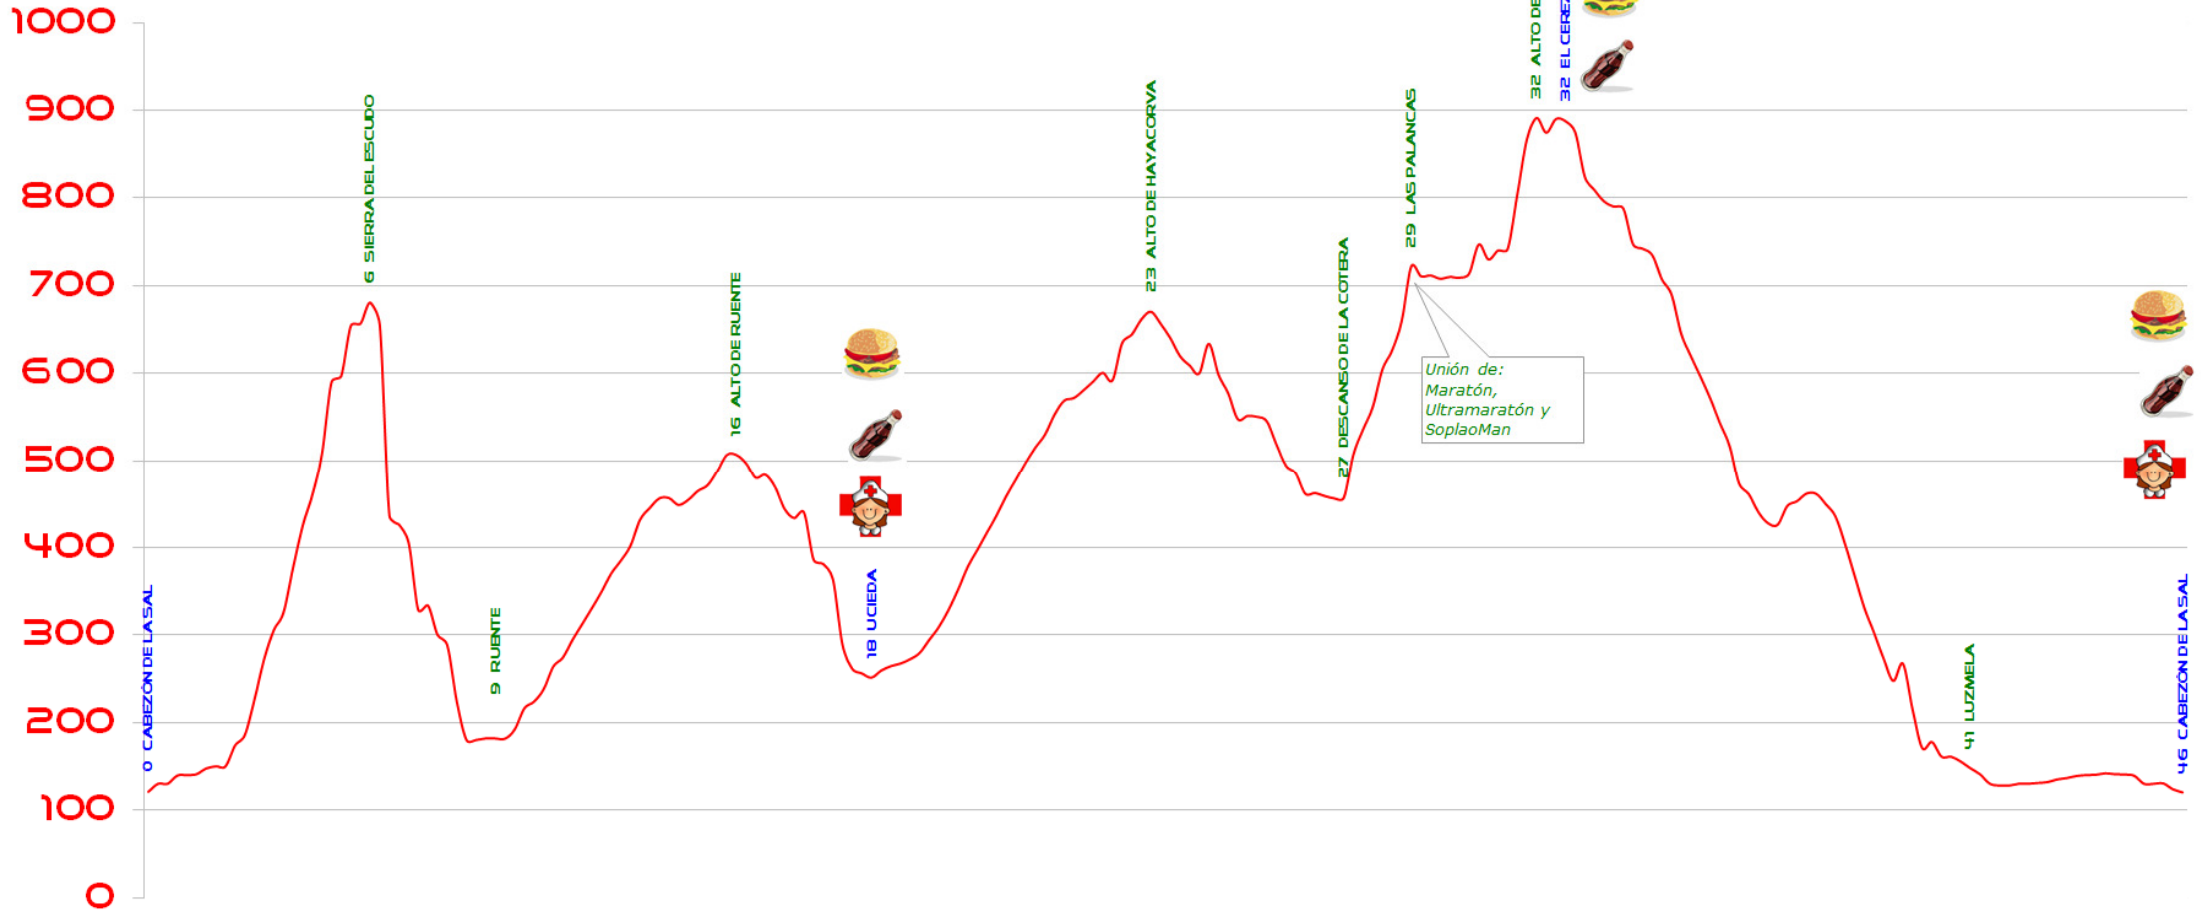 1000
900
800
700
600
500
400
300
200
100
0
0 CABEZÓN DE LA SAL
6 SIERRA DEL ESCUDO
9 RUENTE
16 ALTO DE RUENTE
18 UCIEDA
23 ALTO DE HAYACORVA
27 DESCANSO DE LA COTERA
29 LAS PALANCAS
Unión de:
Maratón,
Ultramaratón y
SoplaoMan
32 ALTO DE
32 EL
41 LUZMELA
46 CABEZÓN DE LA SAL